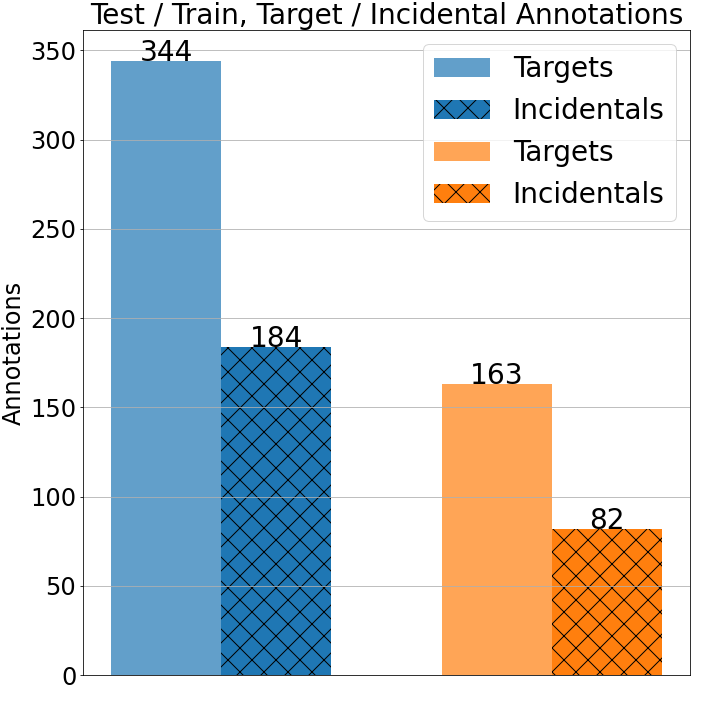 Test / Train, Target / Incidental Annotations
Annotations
350
300
250
200
150
100
50
0
344
184
163
82
Targets
Incidentals
Targets
Incidentals